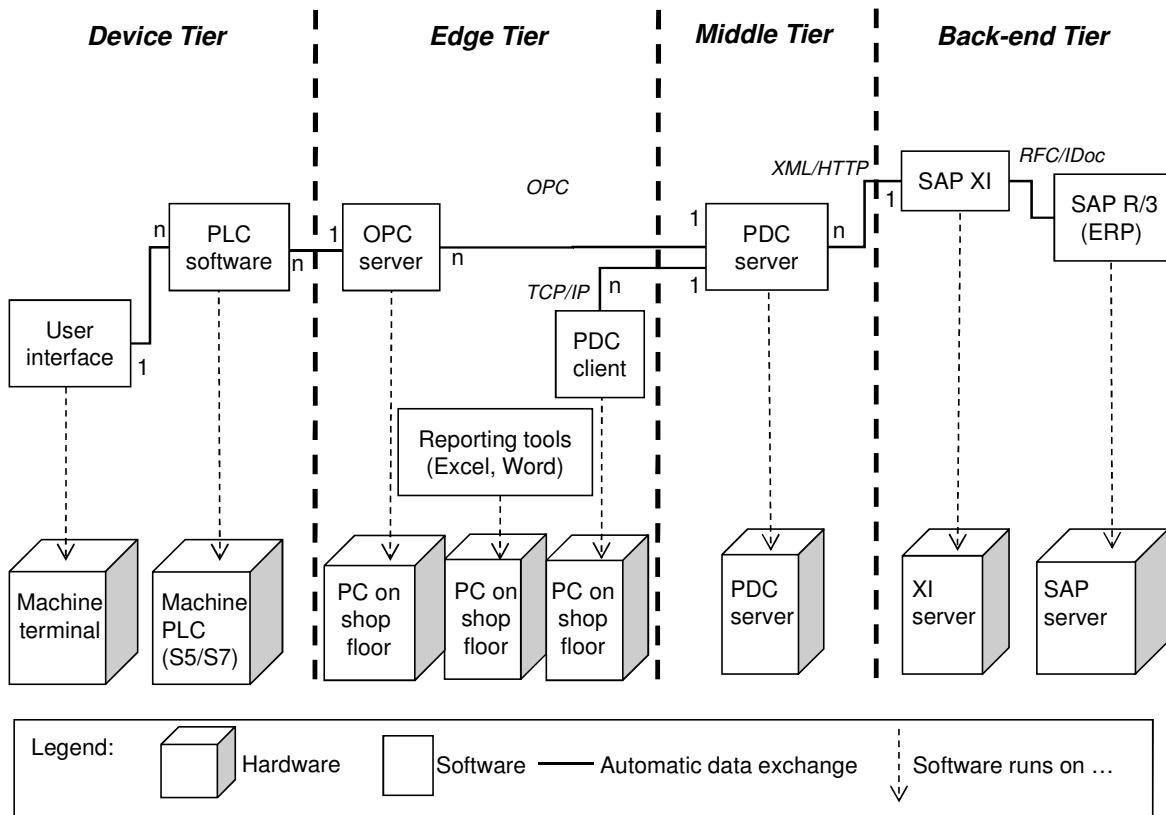 Device Tier
Edge Tier
Middle Tier
Back-end Tier
XML/HTTP
RFC/IDoc
OPC
SAP XI
1
SAP R/3
(ERP)
n
PLC
software
n
1
OPC
server
n
1
PDC
server
n
1
TCP/IP
n
User
interface
1
PDC
client
Reporting tools
(Excel, Word)
Machine
terminal
Machine
PLC
(S5/S7)
PC on
shop
floor
PC on
shop
floor
PC on
shop
floor
PDC
server
XI
server
SAP
server
Legend:
Hardware
Software
Automatic data exchange
Software runs on …